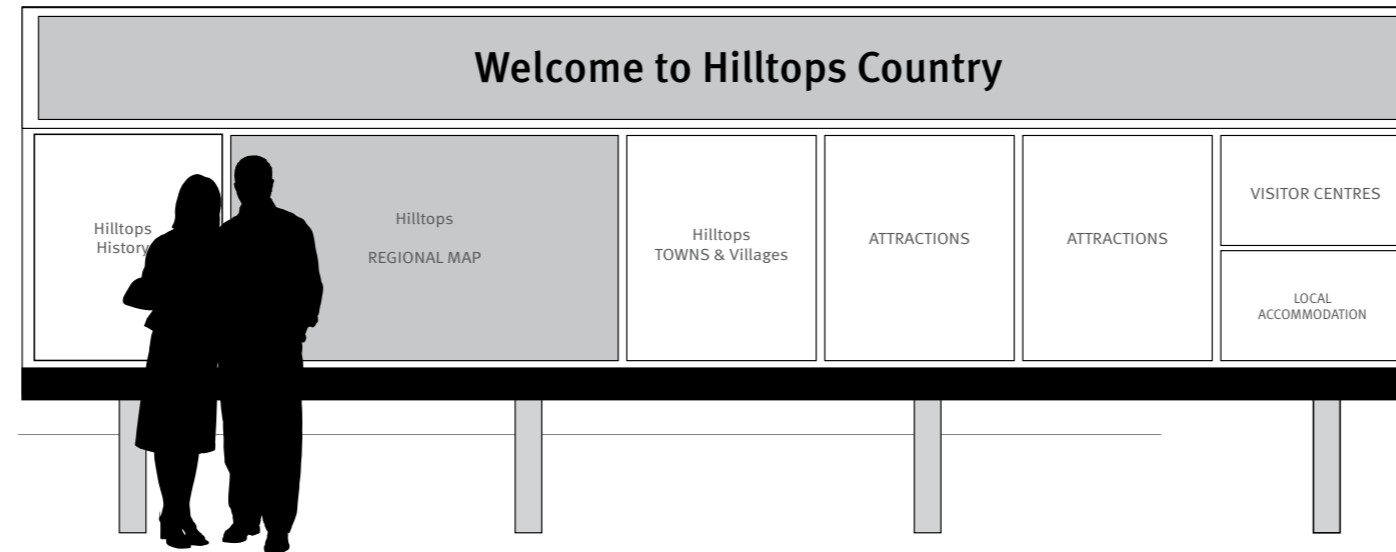 Welcome to Hilltops Country
Hilltops
History
Hilltops
REGIONAL MAP
Hilltops
TOWNS & Villages
ATTRACTIONS
ATTRACTIONS
VISITOR CENTRES
LOCAL
ACCOMMODATION